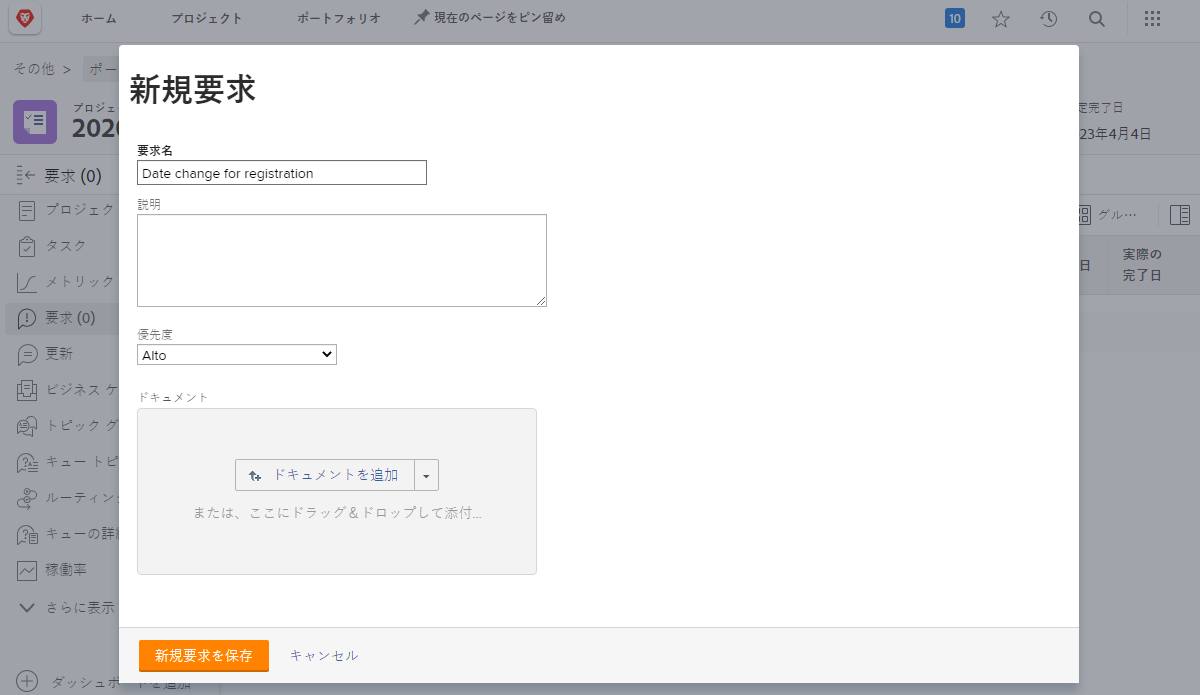 ホーム プロジェクト ポートフォリオ 現在のページをピン留め 10
その他 > ポー
プロジェ
2020
定完了日
23年4月4日
要求 (0)
プロジェク
タスク
メトリック
要求 (0)
更新
ビジネス ケ
トピック グ
キュー トピ
ルーティング
キューの詳細
稼働率
さらに表示
ダッシュボードを追加
グル…
日
実際の
完了日
新規要求
要求名
Date change for registration
説明
優先度
Alto
ドキュメント
ドキュメントを追加
または、ここにドラッグ＆ドロップして添付...
新規要求を保存 キャンセル